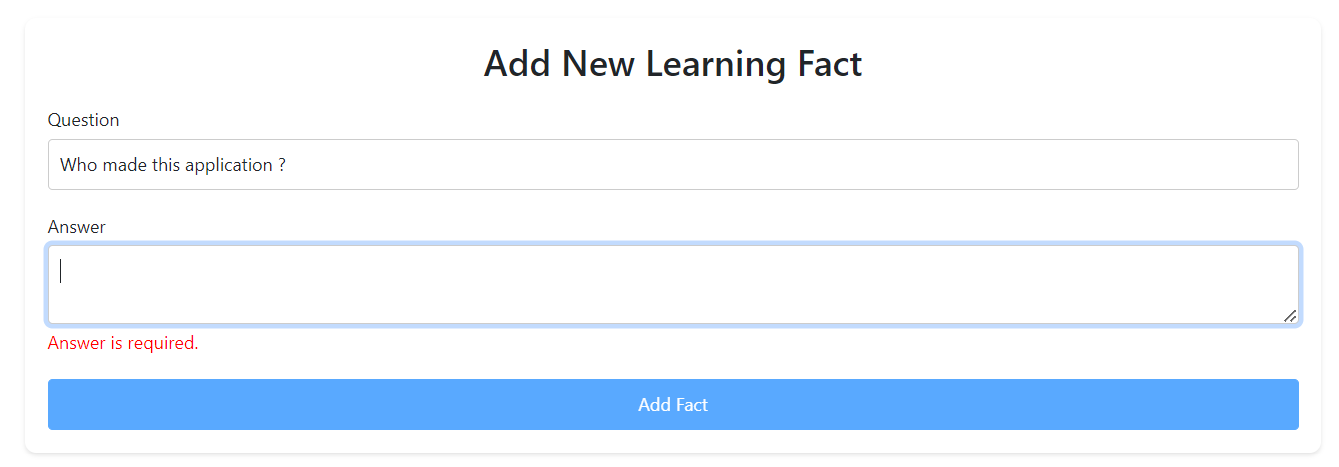 Add New Learning Fact
Question
Who made this application ?
Answer
Answer is required.
Add Fact